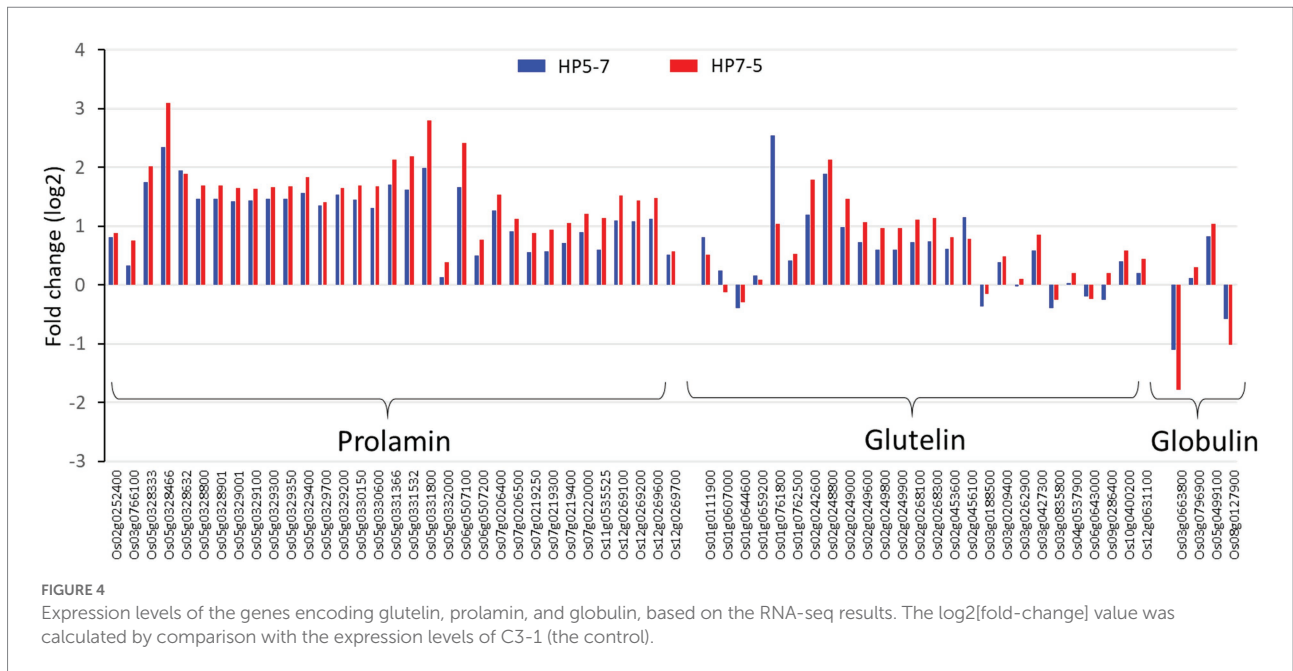 4
3
2
1
0
-1
-2
-3
Fold change (log2)
HP5-7
HP7-5
Prolamin
Glutelin
Globulin
Os02g0252400
Os03g0766100
Os05g0328333
Os05g0328466
Os05g0328632
Os05g0328800
Os05g0328901
Os05g0329001
Os05g0329100
Os05g0329300
Os05g0329350
Os05g0329400
Os05g0329700
Os05g0329200
Os05g0330150
Os05g0330600
Os05g0331366
Os05g0331532
Os05g0331800
Os05g0332000
Os06g0507100
Os06g0507200
Os07g0206400
Os07g0206500
Os07g0219250
Os07g0219300
Os07g0219400
Os07g0220000
Os11g0535525
Os12g0269100
Os12g0269200
Os12g0269600
Os12g0269700
Os01g0111900
Os01g0607000
Os01g0644600
Os01g0659200
Os01g0761800
Os01g0762500
Os02g0242600
Os02g0248800
Os02g0249000
Os02g0249600
Os02g0249800
Os02g0249900
Os02g0268100
Os02g0268300
Os02g0453600
Os02g0456100
Os03g0188500
Os03g0209400
Os03g0262900
Os03g0427300
Os03g0835800
Os04g0537900
Os06g0643000
Os09g0286400
Os10g0400200
Os12g0631100
Os03g0663800
Os03g0796900
Os05g0499100
Os08g0127900
FIGURE 4
Expression levels of the genes encoding glutelin, prolamin, and globulin, based on the RNA-seq results. The log2[fold-change] value was
calculated by comparison with the expression levels of C3-1 (the control).